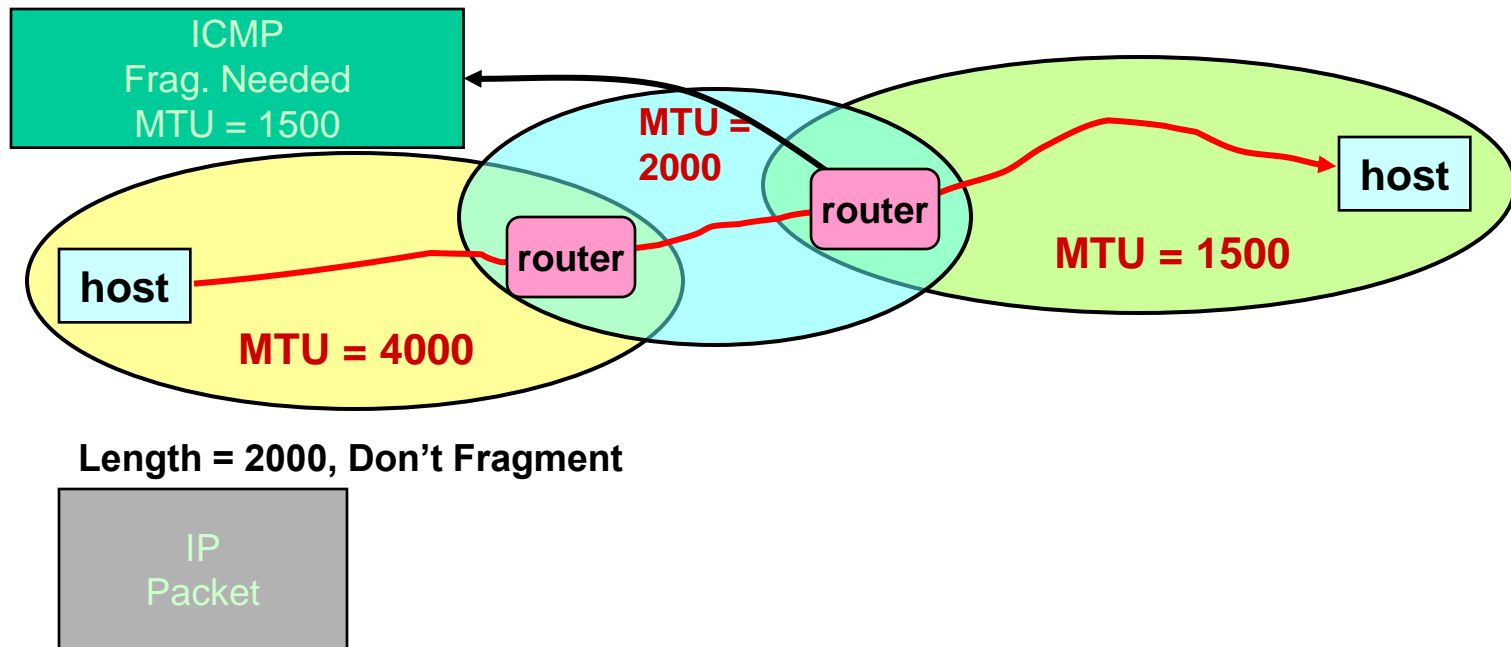 ICMP
Frag. Needed
MTU = 1500
MTU =
2000
host
router
router
MTU = 1500
host
MTU = 4000
Length = 2000, Don’t Fragment
IP
Packet